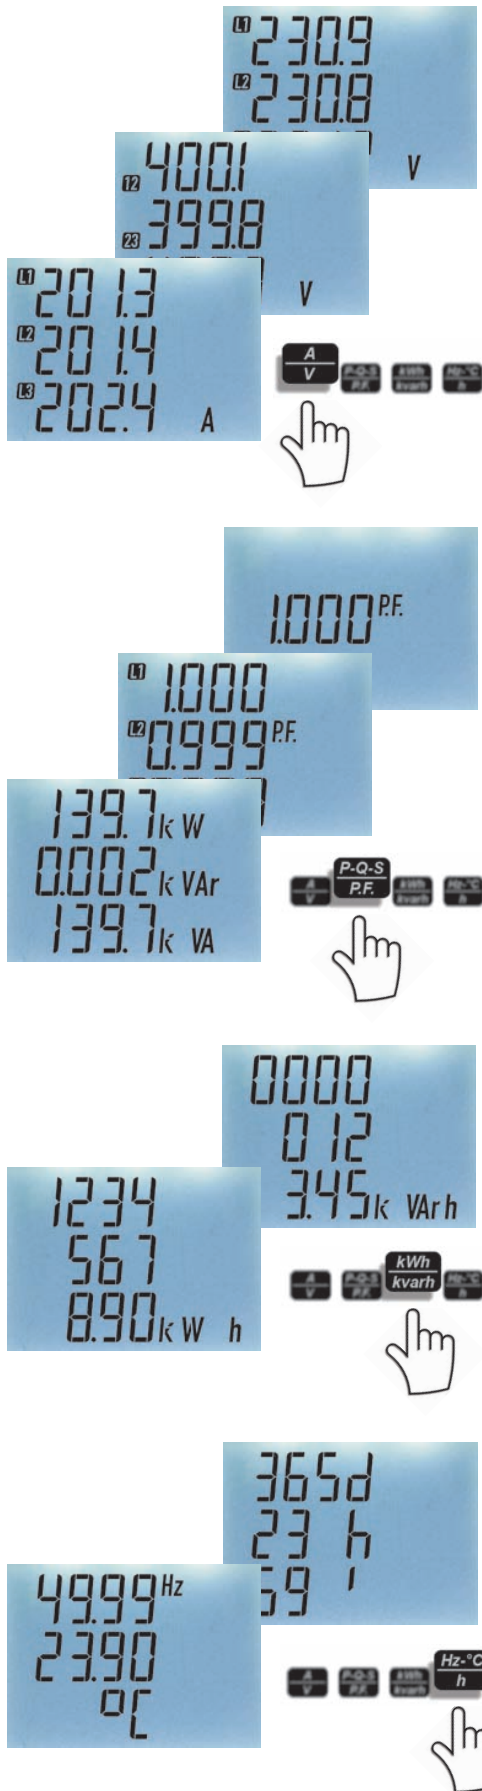 L1 230.9
L2 230.8
V
12 400.1
23 399.8
V
L1 201.3
L2 201.4
L3 202.4 A
A
V
P-Q-S
P.F.
kWh
kvarh
Hz-°C
h
1.000 P.F.
L1 1.000
L2 0.999 P.F.
139.7 k W
0.002 k VAr
139.7 k VA
A
V
P-Q-S
P.F.
kWh
kvarh
Hz-°C
h
0000
012
3.45 k VArh
1234
567
8.90 k W h
A
V
P-Q-S
P.F.
kWh
kvarh
Hz-°C
h
365d
23 h
59 '
49.99 Hz
23.90
°C
A
V
P-Q-S
P.F.
kWh
kvarh
Hz-°C
h